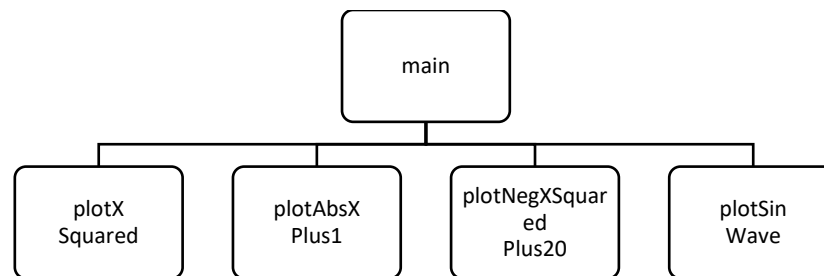 main
plotX
Squared
plotAbsX
Plus1
plotNegXSquar
ed
Plus20
plotSin
Wave